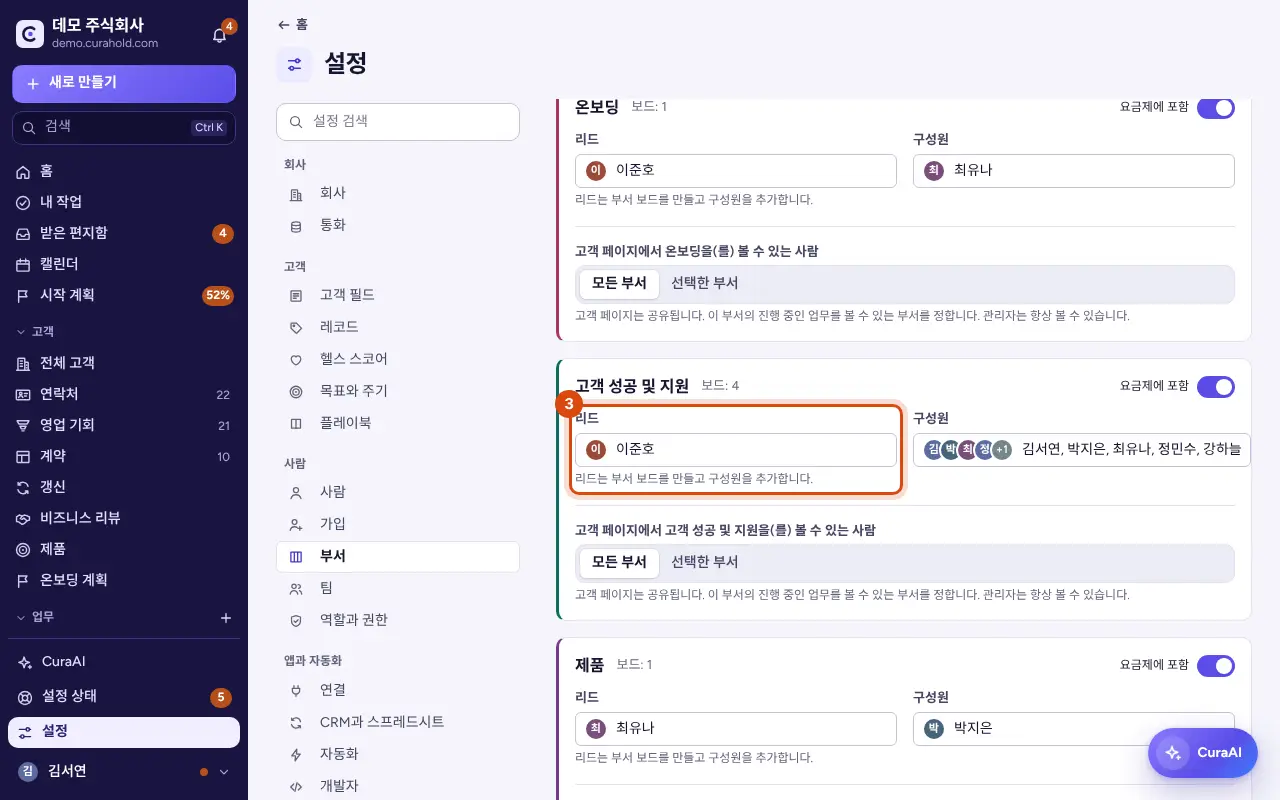 데모 주식회사
demo.curahold.com
4
새로 만들기
검색
Ctrl K
홈
내 작업
받은 편지함
4
캘린더
시작 계획
52%
고객
전체 고객
연락처
22
영업 기회
21
계약
10
갱신
비즈니스 리뷰
제품
온보딩 계획
업무
CuraAI
설정 상태
5
설정
김
김서연
홈
설정
설정 검색
회사
회사
통화
고객
고객 필드
레코드
헬스 스코어
목표와 주기
플레이북
사람
사람
가입
부서
팀
역할과 권한
앱과 자동화
연결
CRM과 스프레드시트
자동화
개발자
온보딩
보드: 1
요금제에 포함
리드
구성원
이
이준호
최
최유나
리드는 부서 보드를 만들고 구성원을 추가합니다.
고객 페이지에서 온보딩을(를) 볼 수 있는 사람
모든 부서
선택한 부서
고객 페이지는 공유됩니다. 이 부서의 진행 중인 업무를 볼 수 있는 부서를 정합니다. 관리자는 항상 볼 수 있습니다.
고객 성공 및 지원
보드: 4
요금제에 포함
3
리드
구성원
이
이준호
김
박
최
정
+1
김서연, 박지은, 최유나, 정민수, 강하늘
리드는 부서 보드를 만들고 구성원을 추가합니다.
고객 페이지에서 고객 성공 및 지원을(를) 볼 수 있는 사람
모든 부서
선택한 부서
고객 페이지는 공유됩니다. 이 부서의 진행 중인 업무를 볼 수 있는 부서를 정합니다. 관리자는 항상 볼 수 있습니다.
제품
보드: 1
요금제에 포함
리드
구성원
최
최유나
박
박지은
리드는 부서 보드를 만들고 구성원을 추가합니다.
CuraAI